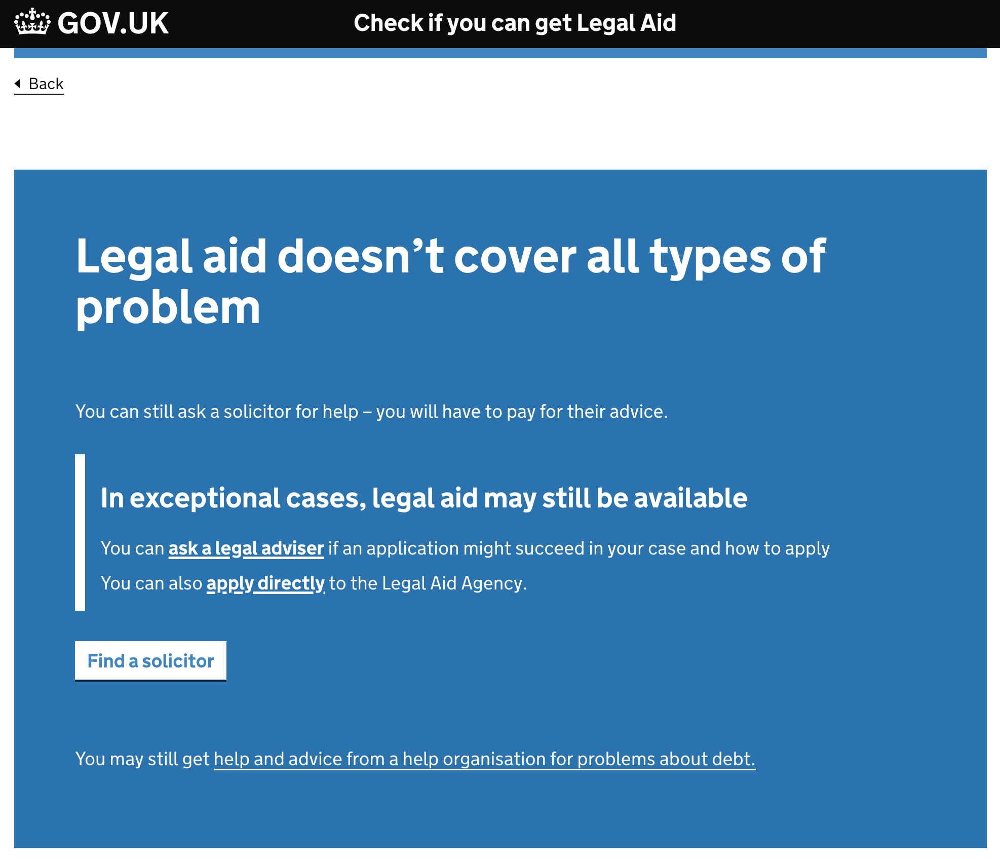 GOV.UK
Check if you can get Legal Aid
Back
Legal aid doesn’t cover all types of
problem
You can still ask a solicitor for help – you will have to pay for their advice.
In exceptional cases, legal aid may still be available
You can ask a legal adviser if an application might succeed in your case and how to apply
You can also apply directly to the Legal Aid Agency.
Find a solicitor
You may still get help and advice from a help organisation for problems about debt.